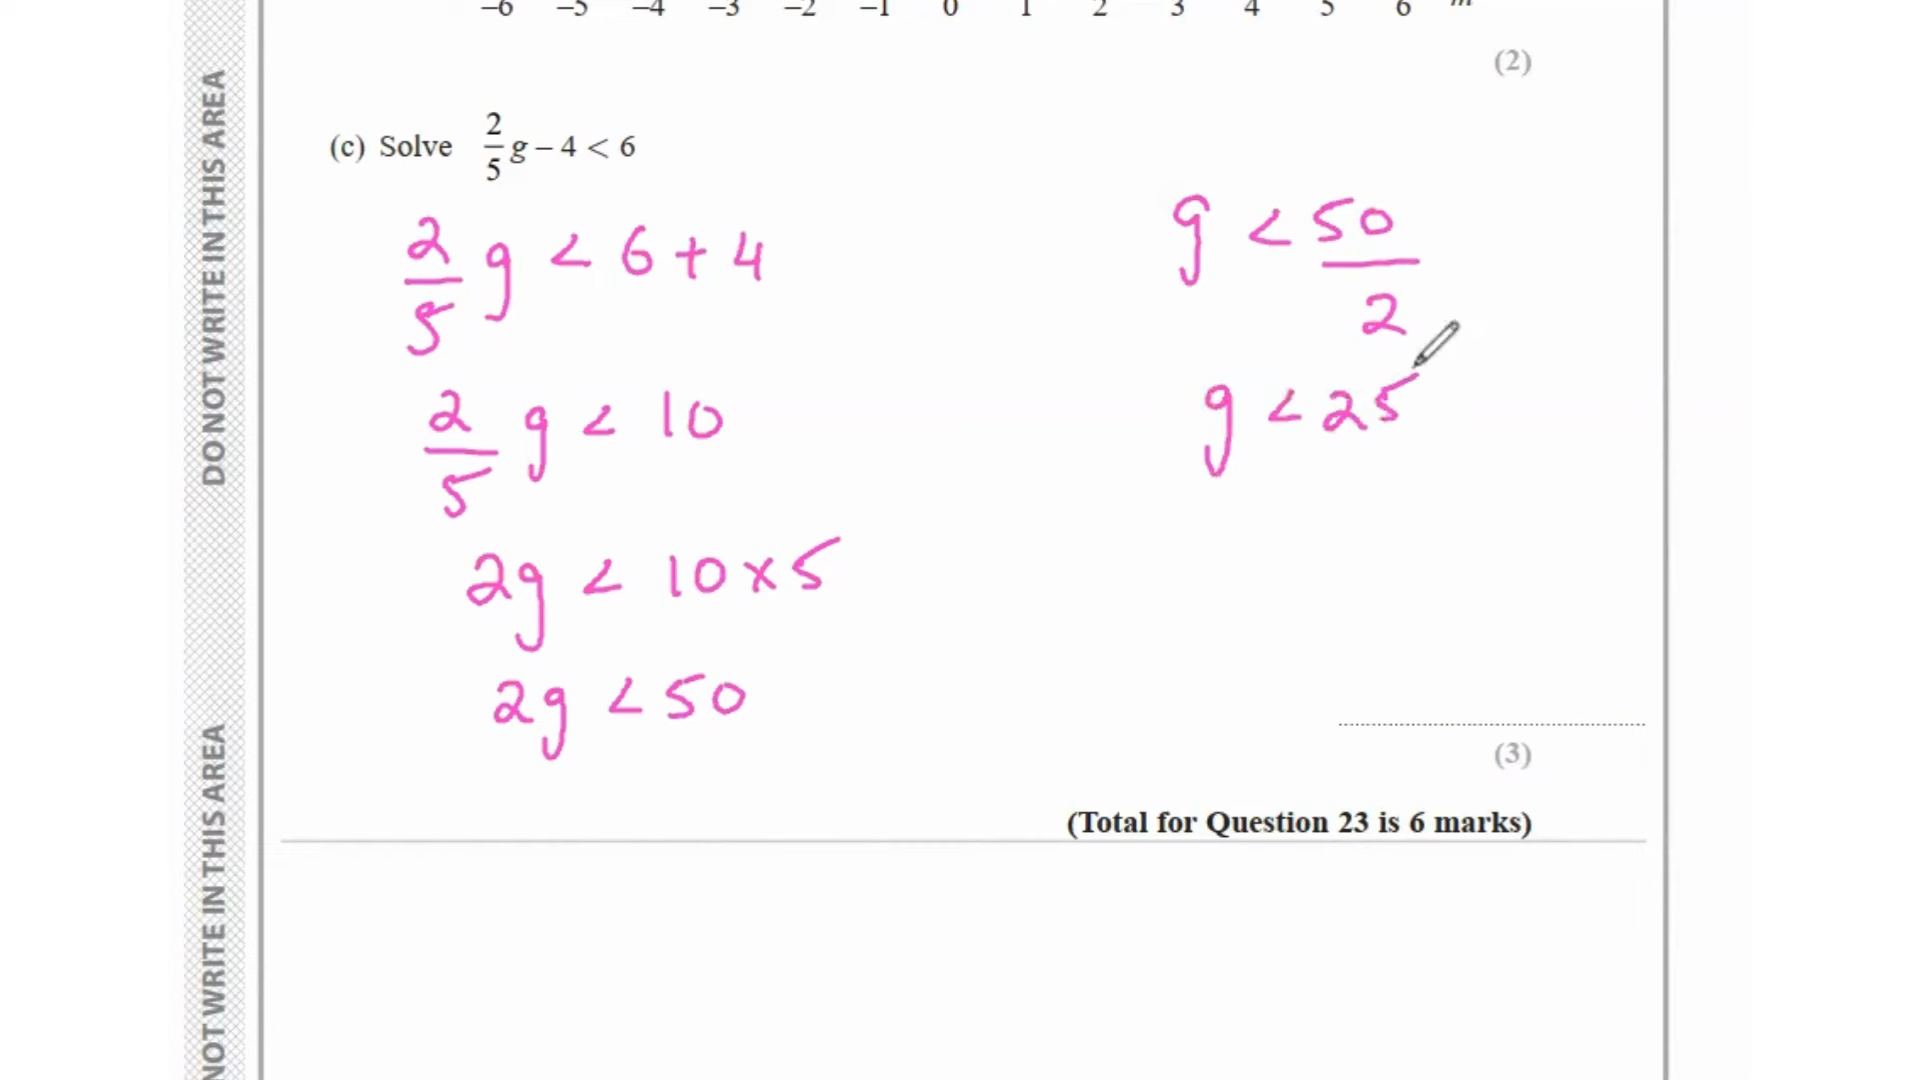 –6 –5 –4 –3 –2 –1 0 1 2 3 4 5 6 m
(2)
(c) Solve 2/5 g – 4 < 6
2/5 g < 6 + 4
2/5 g < 10
2g < 10 × 5
2g < 50
g < 50/2
g < 25
(3)
(Total for Question 23 is 6 marks)
DO NOT WRITE IN THIS AREA
NOT WRITE IN THIS AREA